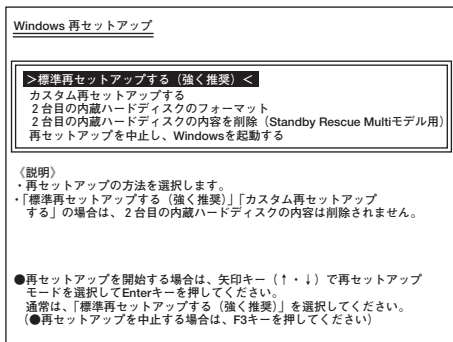 Windows 再セットアップ
>標準再セットアップする（強く推奨）<
カスタム再セットアップする
２台目の内蔵ハードディスクのフォーマット
２台目の内蔵ハードディスクの内容を削除（Standby Rescue Multiモデル用）
再セットアップを中止し、Windowsを起動する
《説明》
・再セットアップの方法を選択します。
・「標準再セットアップする（強く推奨）」「カスタム再セットアップ
する」の場合は、２台目の内蔵ハードディスクの内容は削除されません。
●再セットアップを開始する場合は、矢印キー（↑・↓）で再セットアップ
モードを選択してEnterキーを押してください。
通常は、「標準再セットアップする（強く推奨）」を選択してください。
（●再セットアップを中止する場合は、F3キーを押してください）